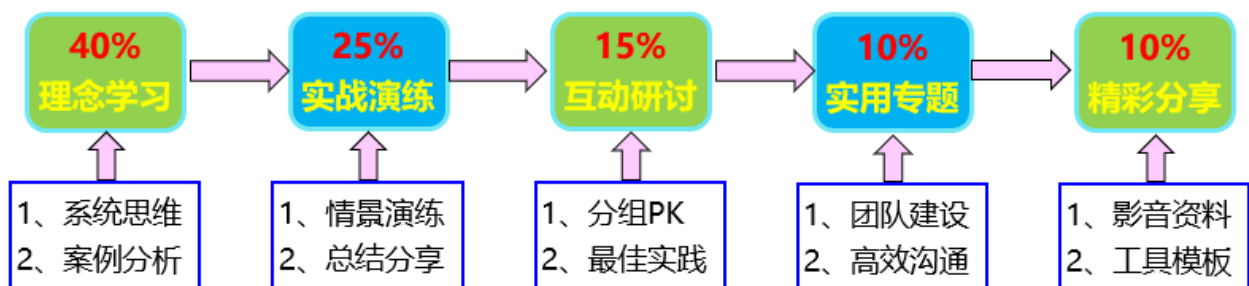 40%
理念学习
25%
实战演练
15%
互动研讨
10%
实用专题
10%
精彩分享
1、系统思维
2、案例分析
1、情景演练
2、总结分享
1、分组PK
2、最佳实践
1、团队建设
2、高效沟通
1、影音资料
2、工具模板